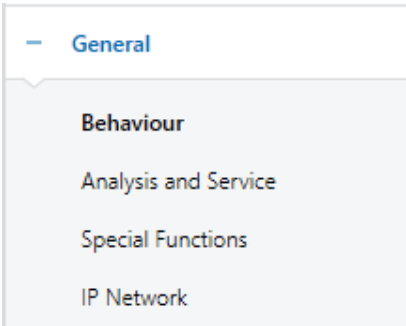 General
Behaviour
Analysis and Service
Special Functions
IP Network